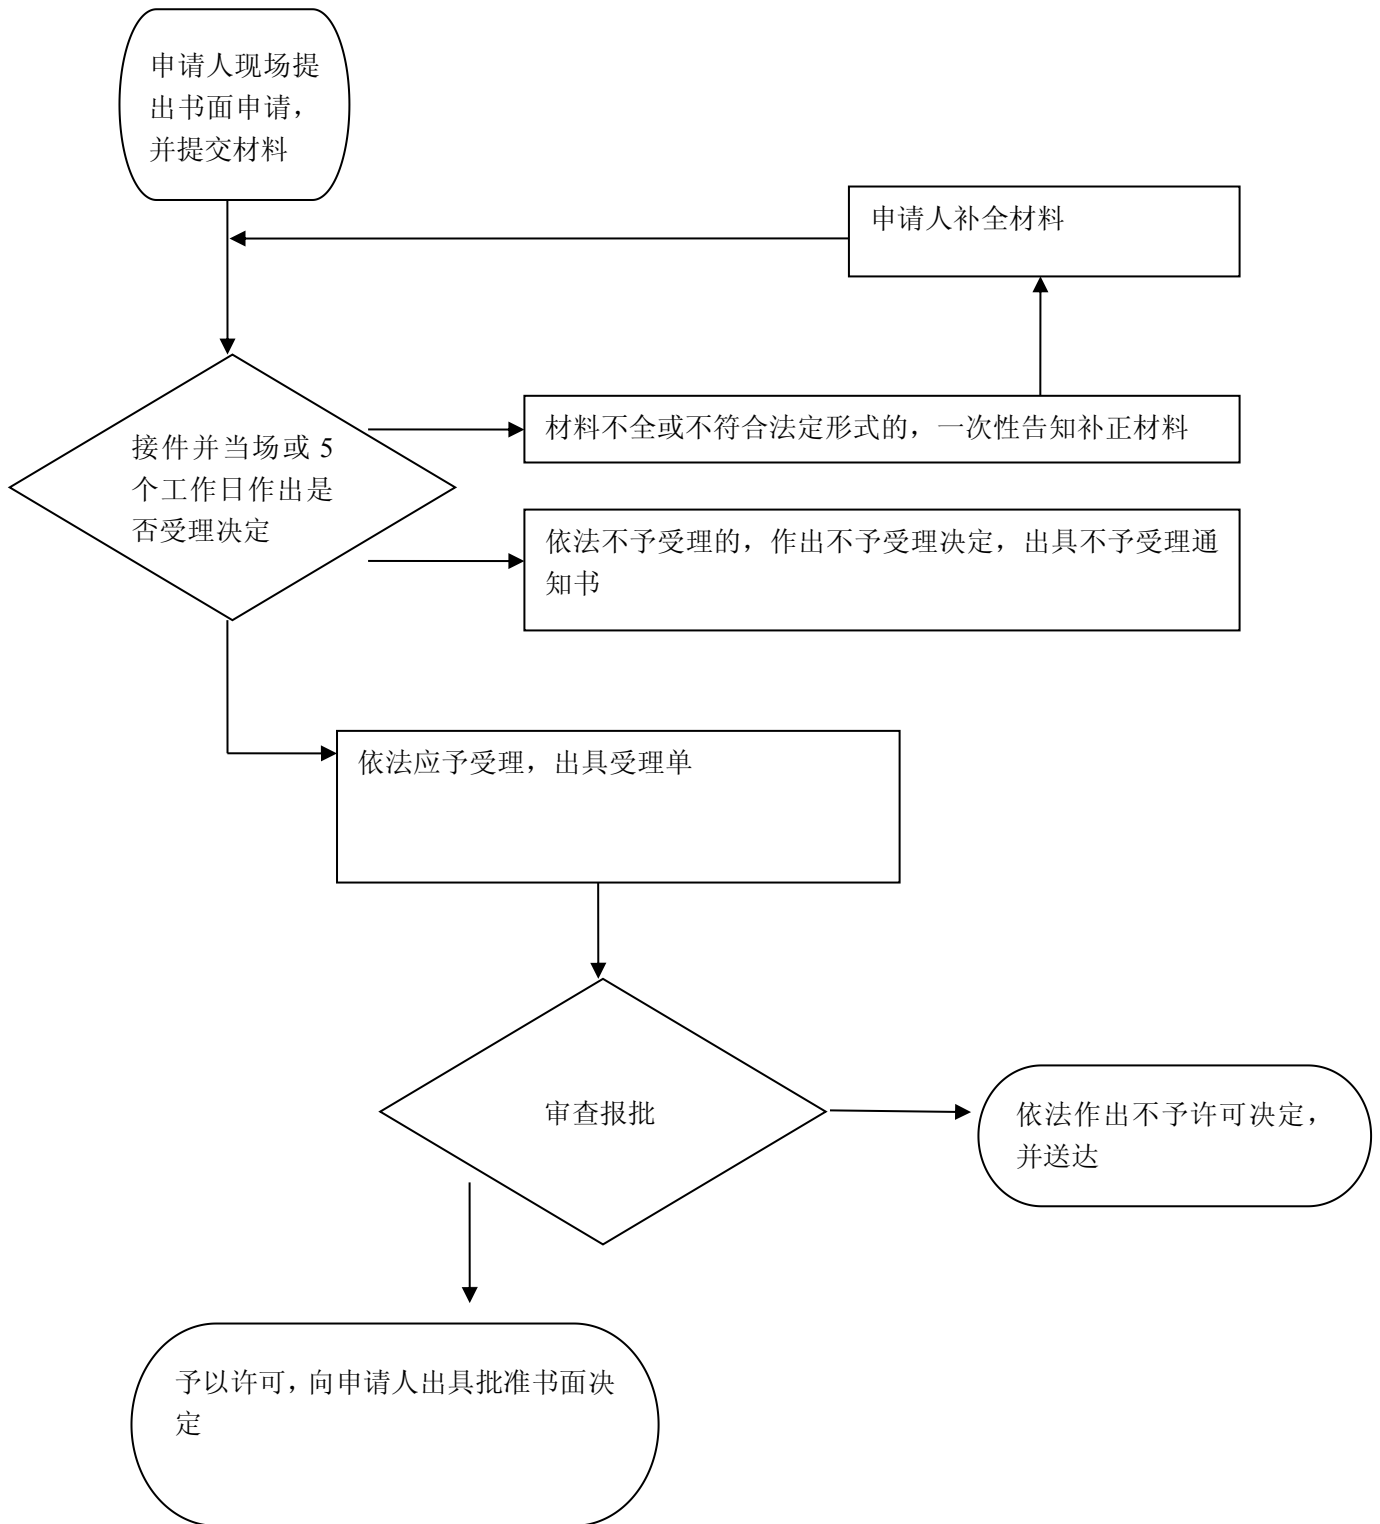 申请人现场提
出书面申请，
并提交材料
申请人补全材料
材料不全或不符合法定形式的，一次性告知补正材料
接件并当场或 5
个工作日作出是
否受理决定
依法不予受理的，作出不予受理决定，出具不予受理通
知书
依法应予受理，出具受理单
审查报批
依法作出不予许可决定，
并送达
予以许可，向申请人出具批准书面决
定